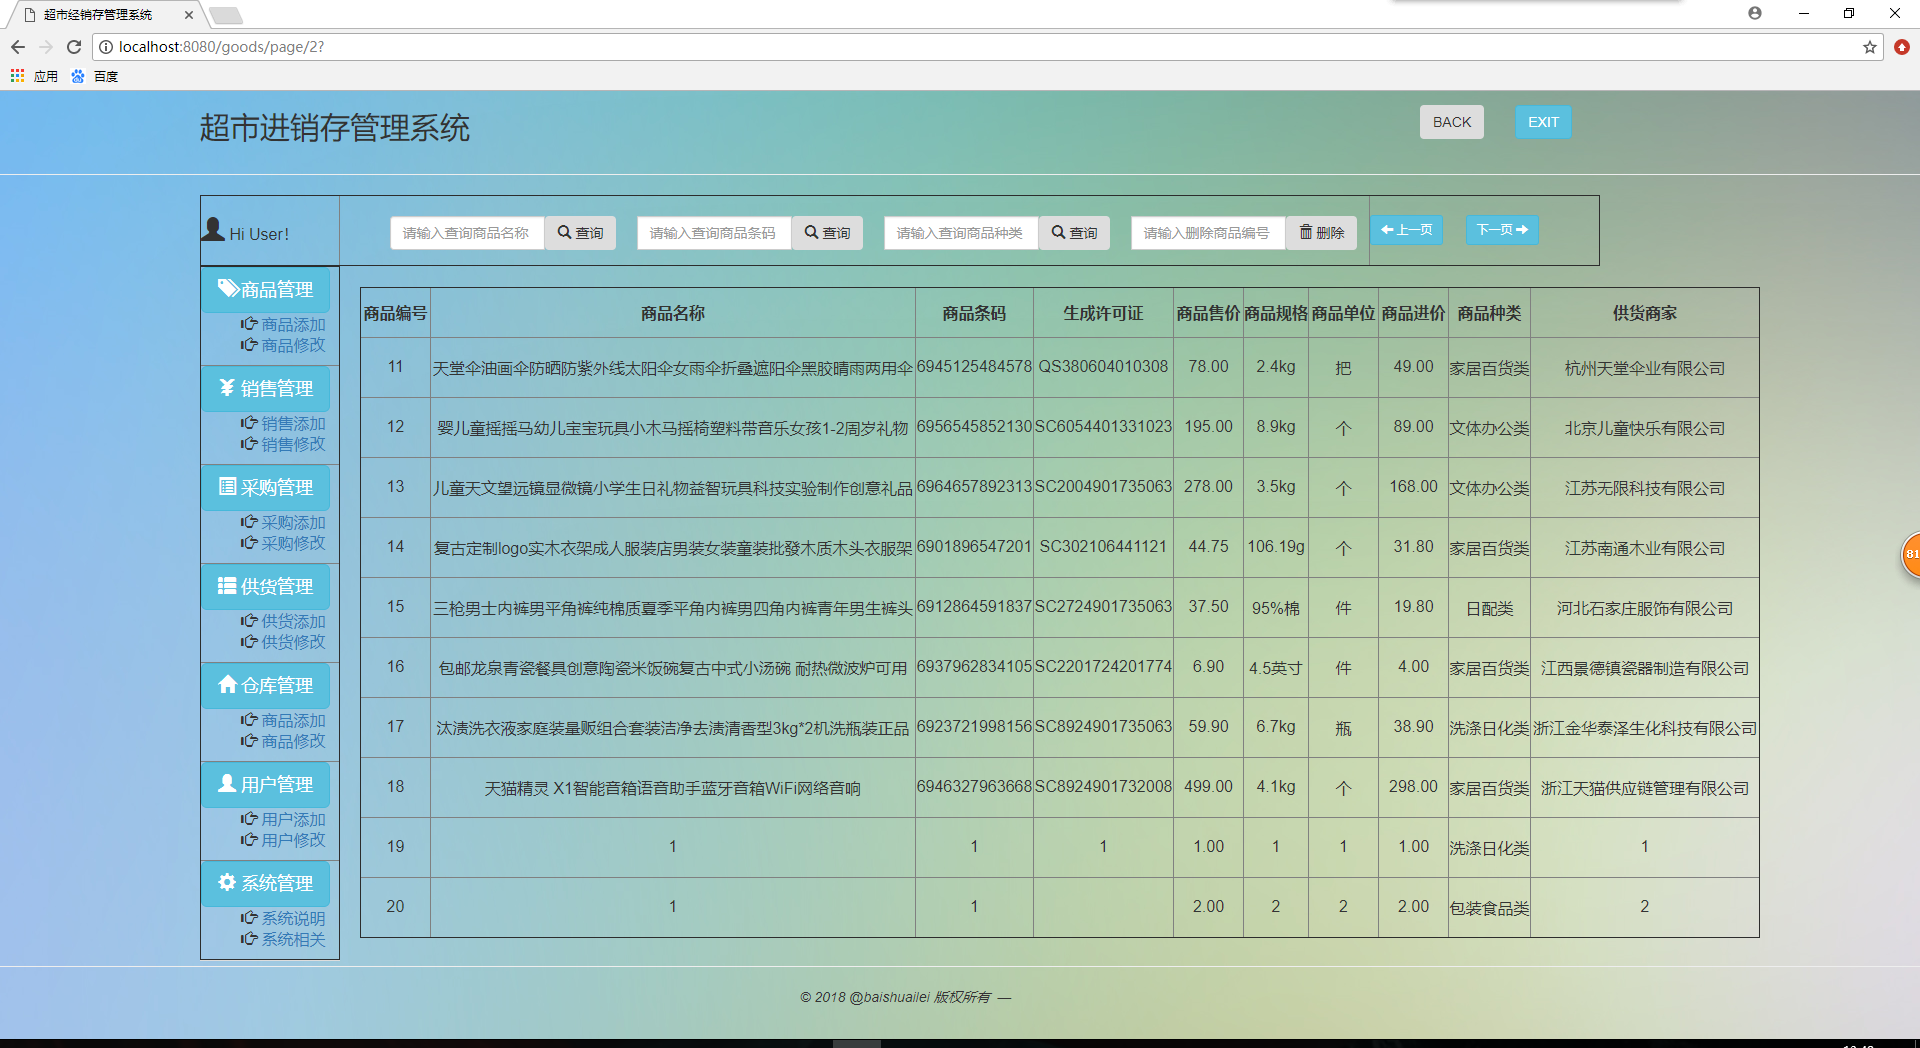 超市经销存管理系统
localhost:8080/goods/page/2?
应用 百度
超市进销存管理系统 BACK EXIT
Hi User! 请输入查询商品名称 查询 请输入查询商品条码 查询 请输入查询商品种类 查询 请输入删除商品编号 删除 上一页 下一页
商品管理
商品添加
商品修改
销售管理
销售添加
销售修改
采购管理
采购添加
采购修改
供货管理
供货添加
供货修改
仓库管理
商品添加
商品修改
用户管理
用户添加
用户修改
系统管理
系统说明
系统相关
商品编号 商品名称 商品条码 生成许可证 商品售价 商品规格 商品单位 商品进价 商品种类 供货商家
11 天堂伞油画伞防晒防紫外线太阳伞女雨伞折叠遮阳伞黑胶晴雨两用伞 6945125484578 QS380604010308 78.00 2.4kg 把 49.00 家居百货类 杭州天堂伞业有限公司
12 婴儿童摇摇马幼儿宝宝玩具小木马摇椅塑料带音乐女孩1-2周岁礼物 6956545852130 SC6054401331023 195.00 8.9kg 个 89.00 文体办公类 北京儿童快乐有限公司
13 儿童天文望远镜显微镜小学生日礼物益智玩具科技实验制作创意礼品 6964657892313 SC2004901735063 278.00 3.5kg 个 168.00 文体办公类 江苏无限科技有限公司
14 复古定制logo实木衣架成人服装店男装女装童装批發木质木头衣服架 6901896547201 SC302106441121 44.75 106.19g 个 31.80 家居百货类 江苏南通木业有限公司
15 三枪男士内裤男平角裤纯棉质夏季平角内裤男四角内裤青年男生裤头 6912864591837 SC2724901735063 37.50 95%棉 件 19.80 日配类 河北石家庄服饰有限公司
16 包邮龙泉青瓷餐具创意陶瓷米饭碗复古中式小汤碗 耐热微波炉可用 6937962834105 SC2201724201774 6.90 4.5英寸 件 4.00 家居百货类 江西景德镇瓷器制造有限公司
17 汰渍洗衣液家庭装量贩组合套装洁净去渍清香型3kg*2机洗瓶装正品 6923721998156 SC8924901735063 59.90 6.7kg 瓶 38.90 洗涤日化类 浙江金华泰泽生化科技有限公司
18 天猫精灵 X1智能音箱语音助手蓝牙音箱WiFi网络音响 6946327963668 SC8924901732008 499.00 4.1kg 个 298.00 家居百货类 浙江天猫供应链管理有限公司
19 1 1 1 1.00 1 1 1.00 洗涤日化类 1
20 1 1 2.00 2 2 2.00 包装食品类 2
81
© 2018 @baishuailei 版权所有 —